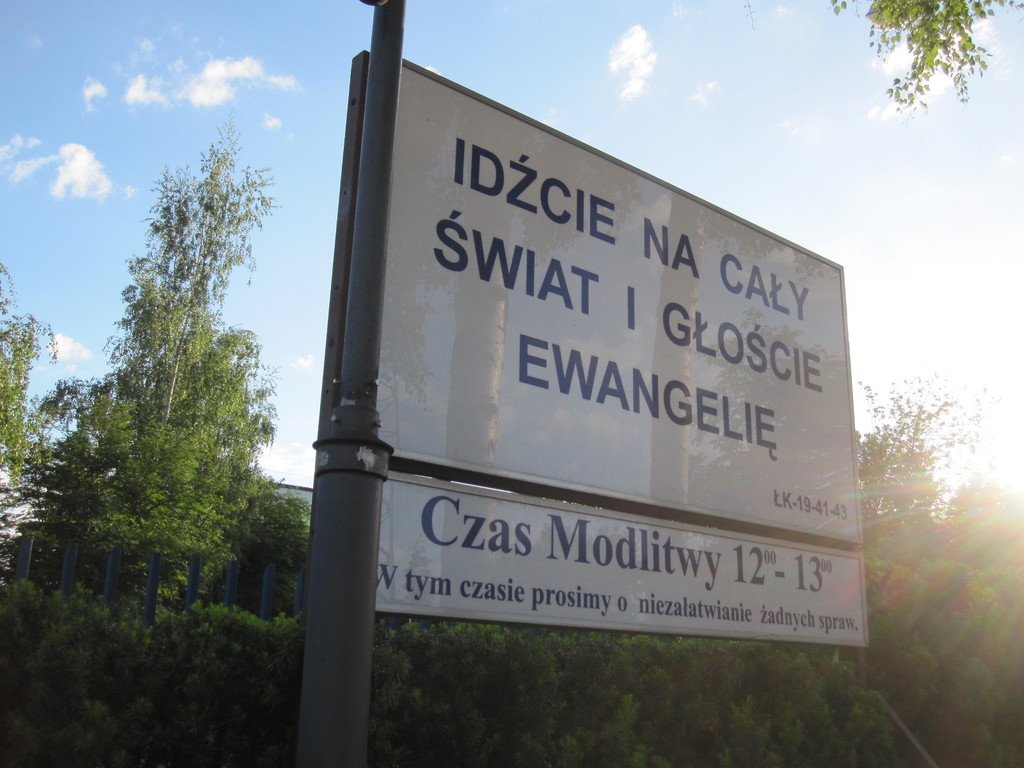 IDŹCIE NA CAŁY
ŚWIAT I GŁOŚCIE
EWANGELIĘ
ŁK-19-41-43
Czas Modlitwy 12⁰⁰- 13⁰⁰
W tym czasie prosimy o niezałatwianie żadnych spraw.